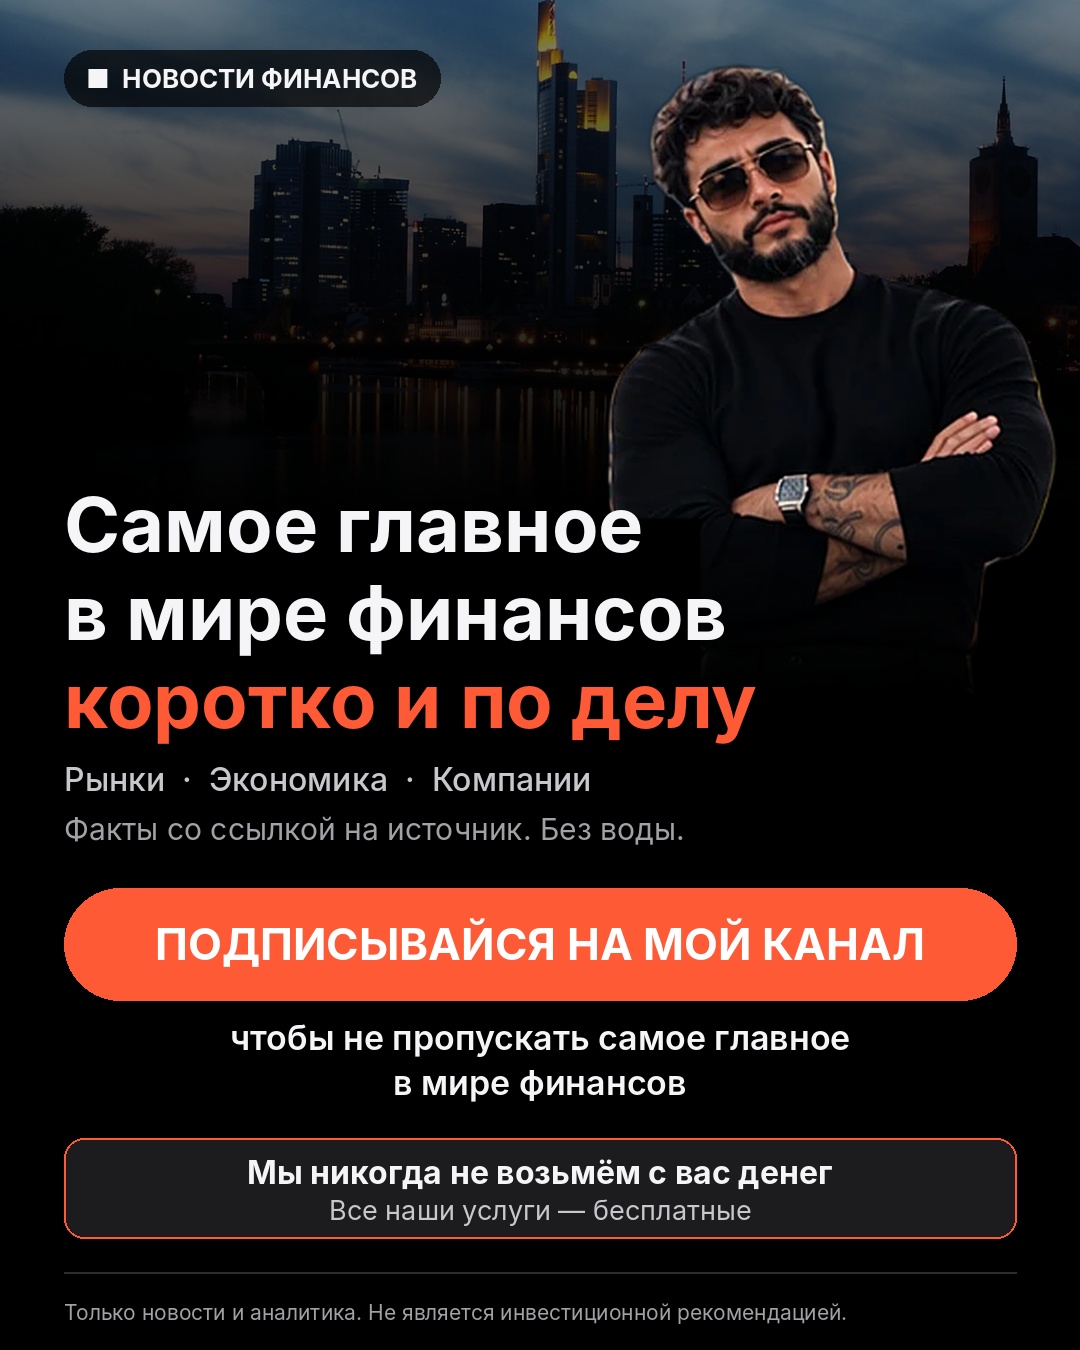 НОВОСТИ ФИНАНСОВ
Самое главное
в мире финансов
коротко и по делу
Рынки · Экономика · Компании
Факты со ссылкой на источник. Без воды.
ПОДПИСЫВАЙСЯ НА МОЙ КАНАЛ
чтобы не пропускать самое главное
в мире финансов
Мы никогда не возьмём с вас денег
Все наши услуги — бесплатные
Только новости и аналитика. Не является инвестиционной рекомендацией.